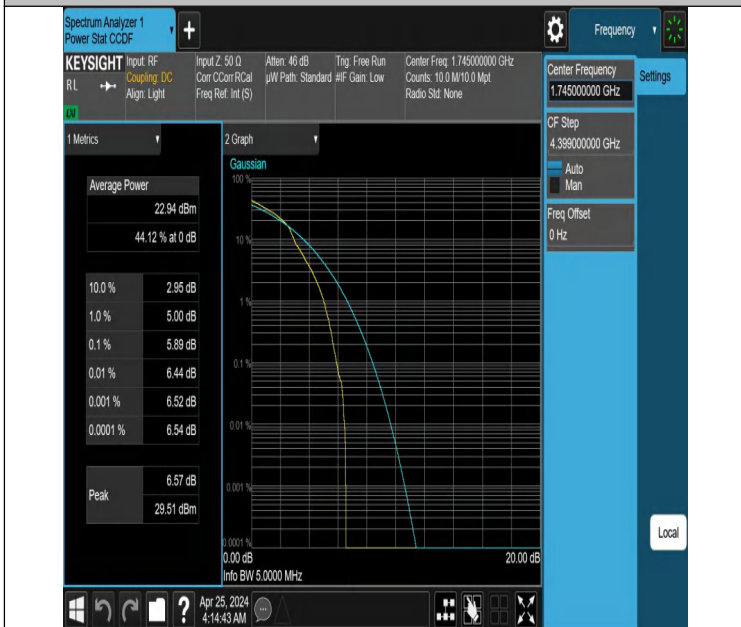 Spectrum Analyzer 1
Power Stat CCDF
+
Frequency
KEYSIGHT
RL
LXI
Input: RF
Coupling: DC
Align: Light
Input Z: 50 Ω
Corr CCorr RCal
Freq Ref: Int (S)
Atten: 46 dB
µW Path: Standard
Trig: Free Run
#IF Gain: Low
Center Freq: 1.745000000 GHz
Counts: 10.0 M/10.0 Mpt
Radio Std: None
Center Frequency
1.745000000 GHz
Settings
CF Step
4.399000000 GHz
Auto
Man
Freq Offset
0 Hz
1 Metrics
Average Power
22.94 dBm
44.12 % at 0 dB
10.0 % 2.95 dB
1.0 % 5.00 dB
0.1 % 5.89 dB
0.01 % 6.44 dB
0.001 % 6.52 dB
0.0001 % 6.54 dB
Peak 6.57 dB
29.51 dBm
2 Graph
Gaussian
100 %
10 %
1 %
0.1 %
0.01 %
0.001 %
0.0001 %
0.00 dB 20.00 dB
Info BW 5.0000 MHz
Local
?
Apr 25, 2024
4:14:43 AM